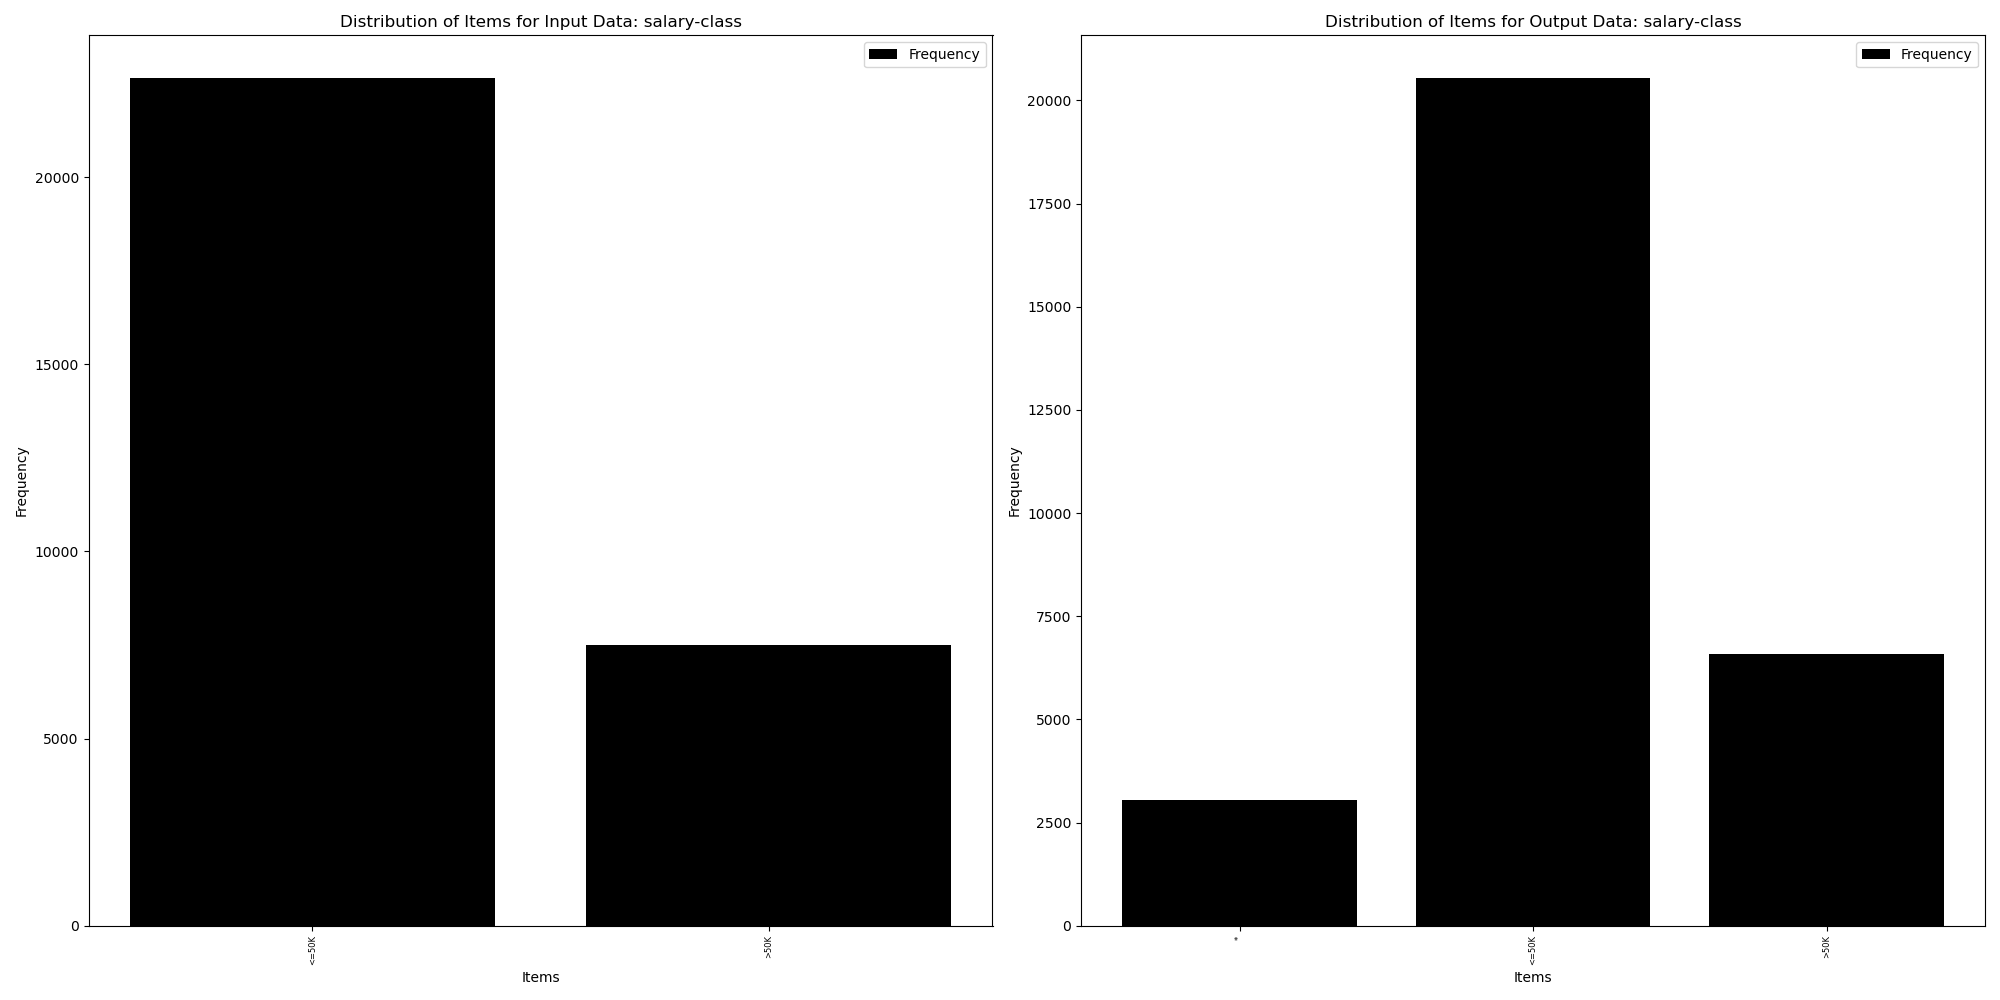 Distribution of Items for Input Data: salary-class
Frequency
20000
15000
10000
5000
0
Frequency
<=50K
>50K
Items
Distribution of Items for Output Data: salary-class
Frequency
20000
17500
15000
12500
10000
7500
5000
2500
0
Frequency
*
<=50K
>50K
Items